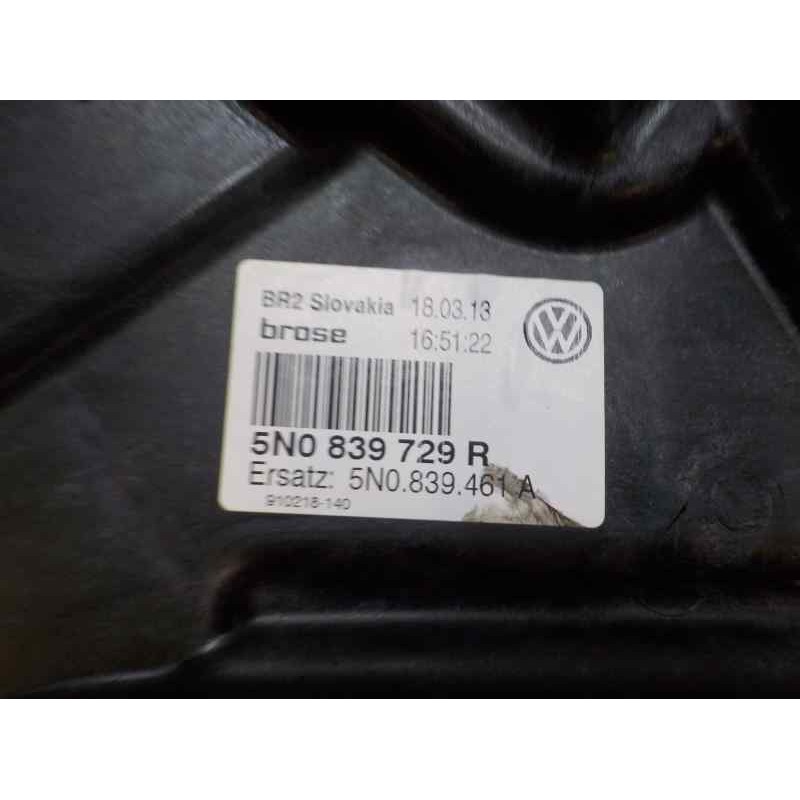 BR2 Slovakia 18.03.13
brose 16:51:22
5N0 839 729 R
Ersatz: 5N0.839.461 A
910218-140